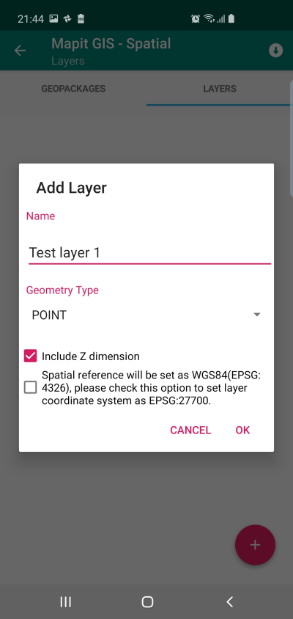 21:44
Mapit GIS - Spatial
Layers
GEOPACKAGES LAYERS
Add Layer
Name
Test layer 1
Geometry Type
POINT
Include Z dimension
Spatial reference will be set as WGS84(EPSG:
4326), please check this option to set layer
coordinate system as EPSG:27700.
CANCEL OK